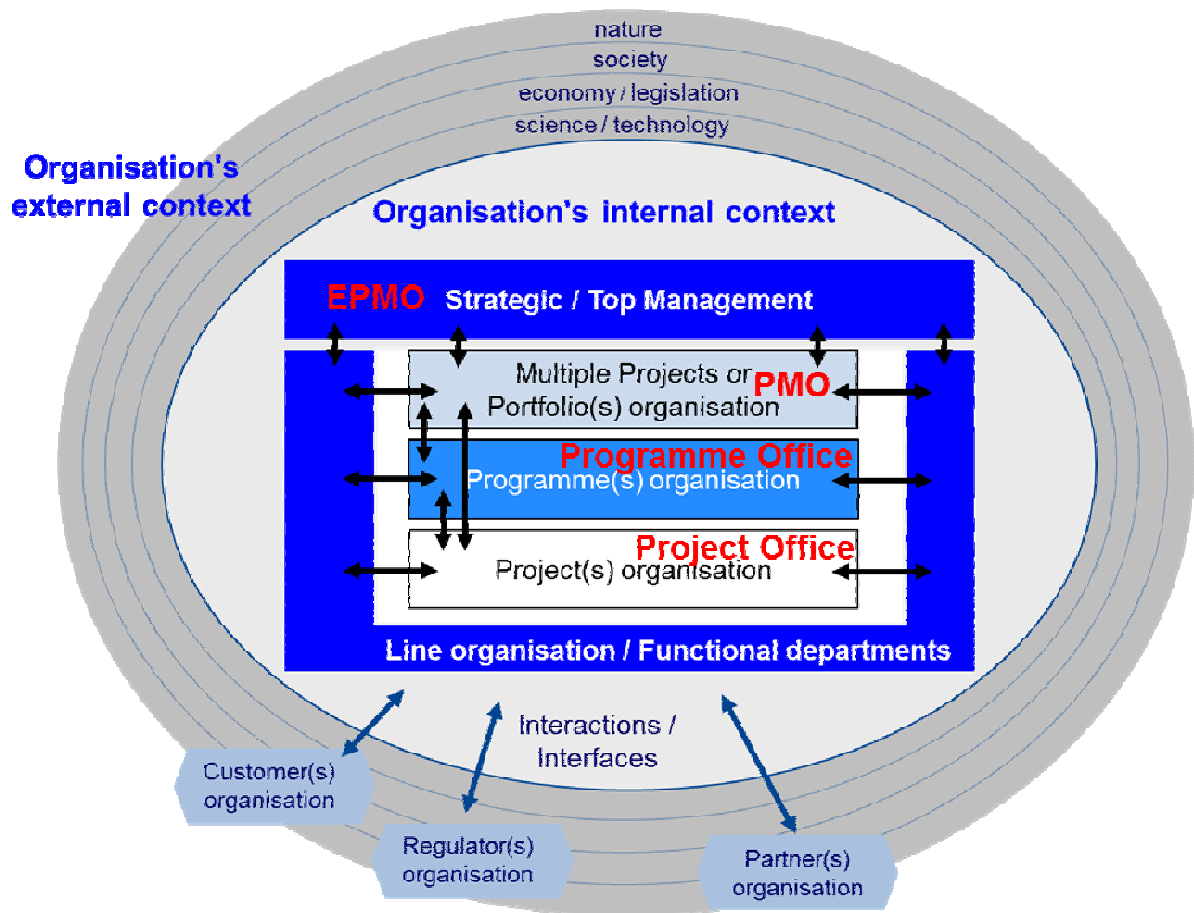 nature
society
economy / legislation
science / technology
Organisation's
external context
Organisation's internal context
EPMO Strategic / Top Management
Multiple Projects or
PMO
Portfolio(s) organisation
Programme Office
Programme(s) organisation
Project Office
Project(s) organisation
Line organisation / Functional departments
Interactions /
Interfaces
Customer(s)
organisation
Regulator(s)
organisation
Partner(s)
organisation